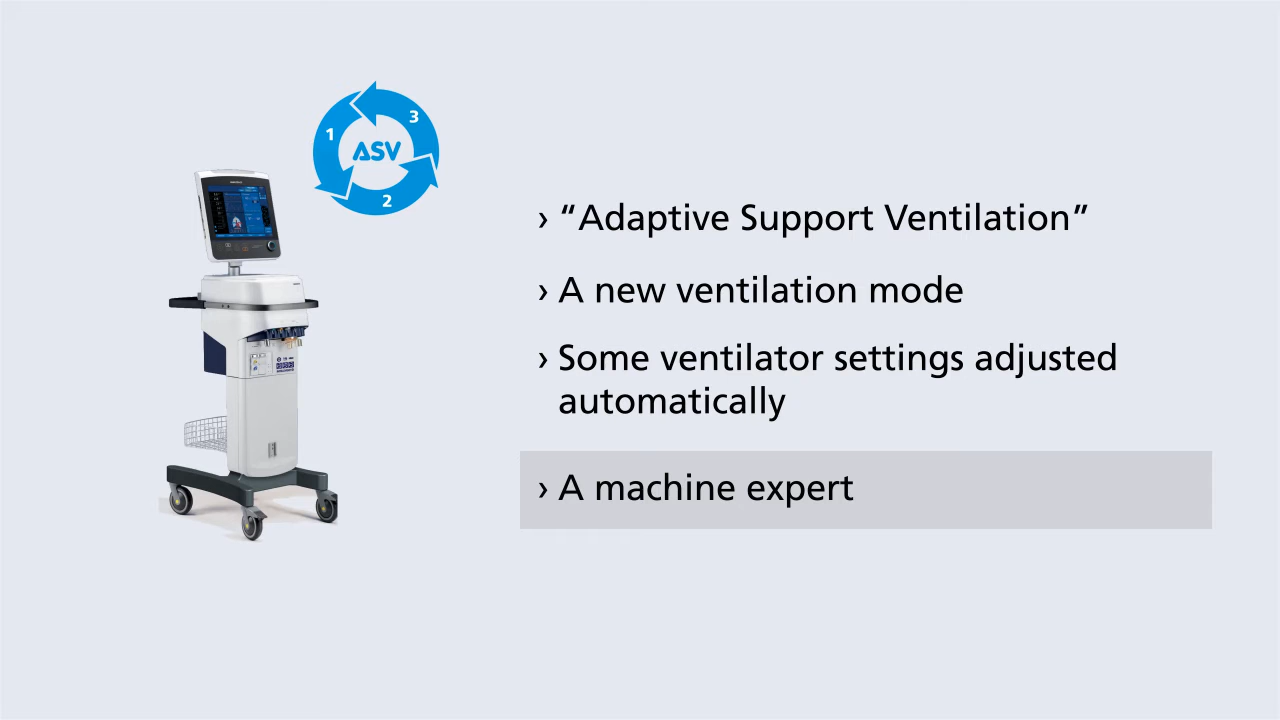 1
3
ASV
2
› “Adaptive Support Ventilation”
› A new ventilation mode
› Some ventilator settings adjusted
automatically
› A machine expert